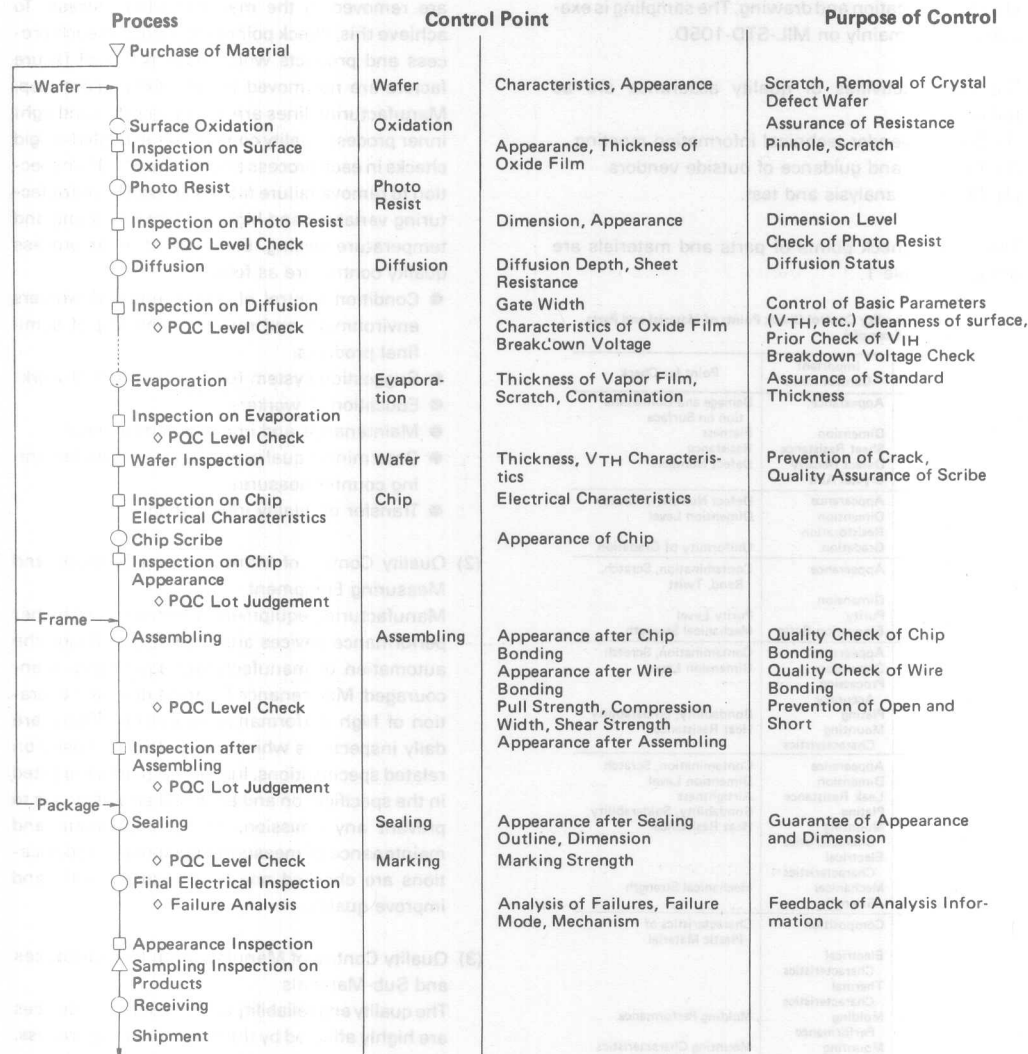 Process
Control Point
Purpose of Control
Purchase of Material
Wafer
Wafer
Characteristics, Appearance
Scratch, Removal of Crystal
Defect Wafer
Surface Oxidation
Oxidation
Assurance of Resistance
Inspection on Surface
Oxidation
Appearance, Thickness of
Oxide Film
Pinhole, Scratch
Photo Resist
Photo
Resist
Inspection on Photo Resist
Dimension, Appearance
Dimension Level
◊ PQC Level Check
Check of Photo Resist
Diffusion
Diffusion
Diffusion Depth, Sheet
Resistance
Diffusion Status
Inspection on Diffusion
Gate Width
Control of Basic Parameters
◊ PQC Level Check
Characteristics of Oxide Film
Breakdown Voltage
(VTH, etc.) Cleanness of surface,
Prior Check of VIH
Breakdown Voltage Check
Evaporation
Evapora-
tion
Thickness of Vapor Film,
Scratch, Contamination
Assurance of Standard
Thickness
Inspection on Evaporation
◊ PQC Level Check
Wafer Inspection
Wafer
Thickness, VTH Characteris-
tics
Prevention of Crack,
Quality Assurance of Scribe
Inspection on Chip
Electrical Characteristics
Chip
Electrical Characteristics
Chip Scribe
Appearance of Chip
Inspection on Chip
Appearance
◊ PQC Lot Judgement
Frame
Assembling
Assembling
Appearance after Chip
Bonding
Quality Check of Chip
Bonding
Appearance after Wire
Bonding
Quality Check of Wire
Bonding
◊ PQC Level Check
Pull Strength, Compression
Width, Shear Strength
Prevention of Open and
Short
Inspection after
Assembling
Appearance after Assembling
◊ PQC Lot Judgement
Package
Sealing
Sealing
Appearance after Sealing
Outline, Dimension
Guarantee of Appearance
and Dimension
◊ PQC Level Check
Marking
Marking Strength
Final Electrical Inspection
◊ Failure Analysis
Analysis of Failures, Failure
Mode, Mechanism
Feedback of Analysis Infor-
mation
Appearance Inspection
Sampling Inspection on
Products
Receiving
Shipment